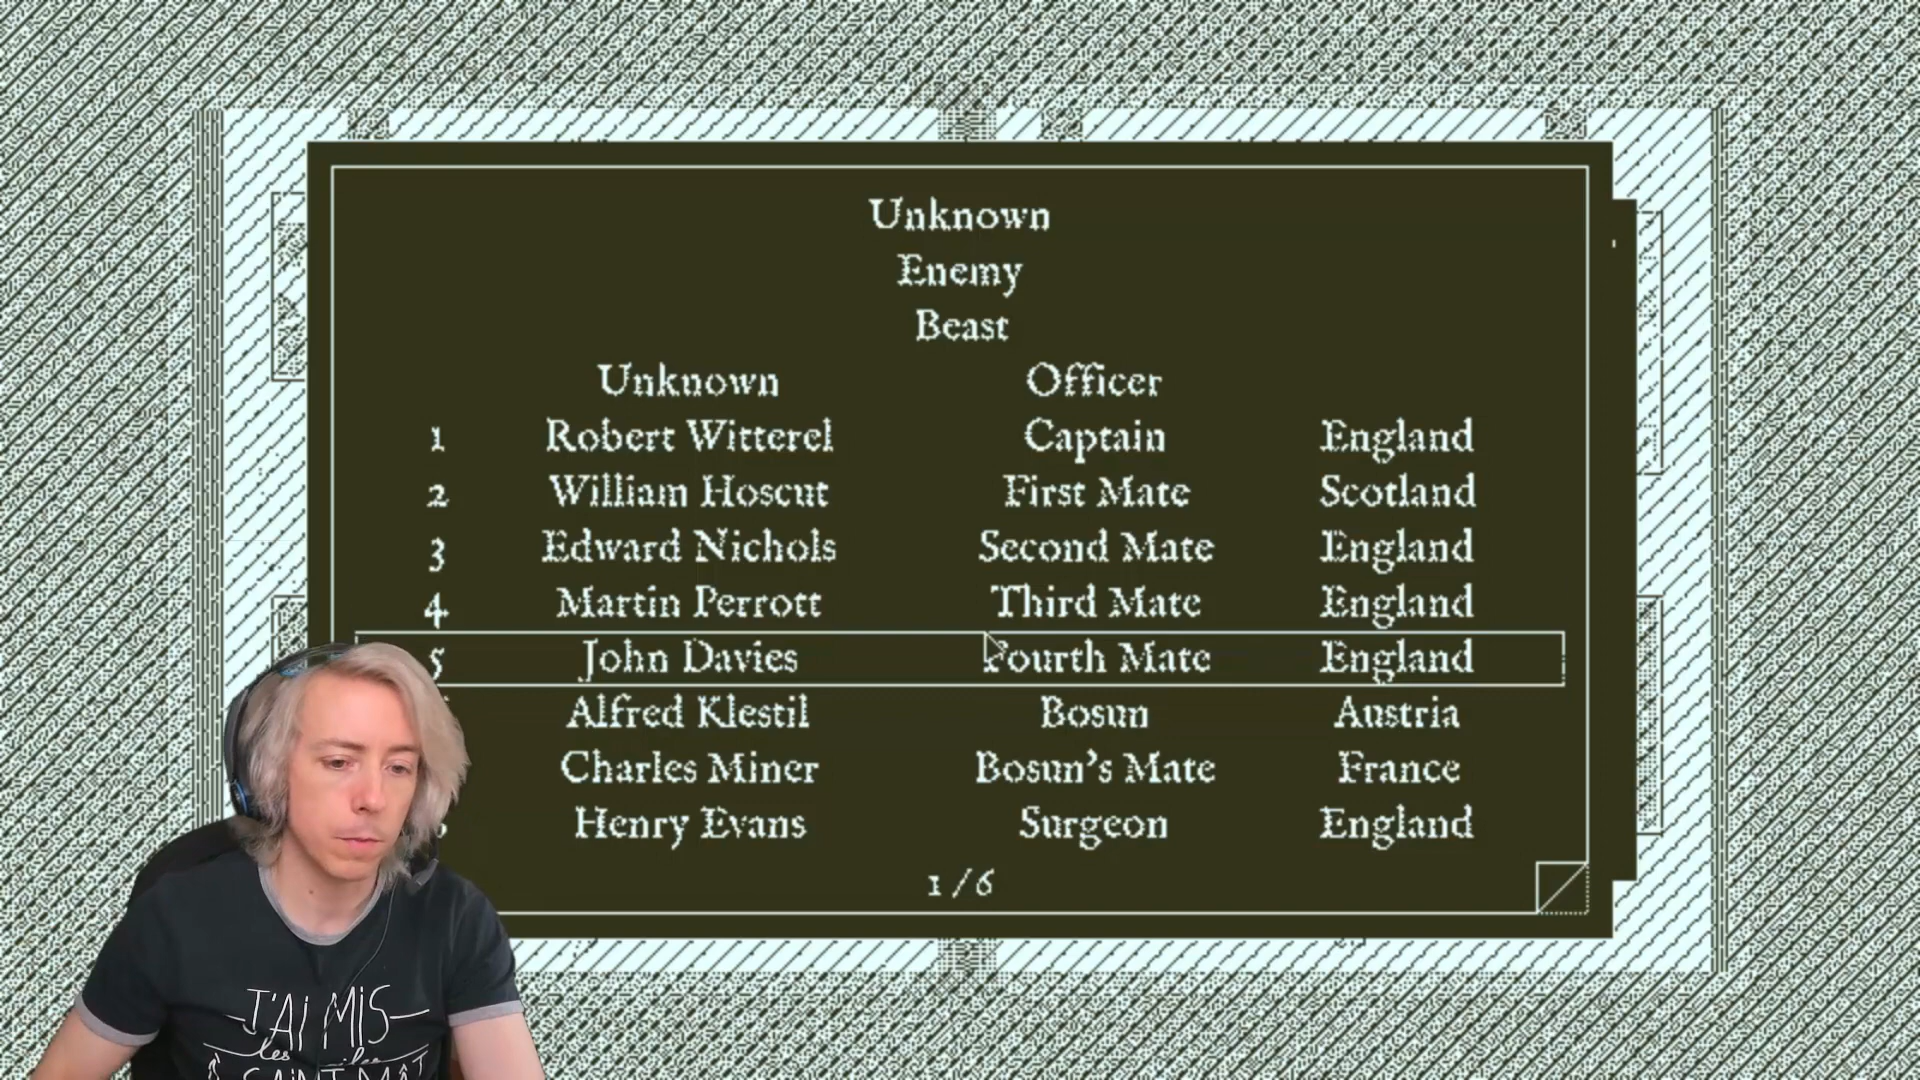 Unknown
Enemy
Beast
Unknown Officer
1 Robert Witterel Captain England
2 William Hoscut First Mate Scotland
3 Edward Nichols Second Mate England
4 Martin Perrott Third Mate England
5 John Davies Fourth Mate England
Alfred Klestil Bosun Austria
Charles Miner Bosun's Mate France
Henry Evans Surgeon England
1/6
J'AI MIS
les